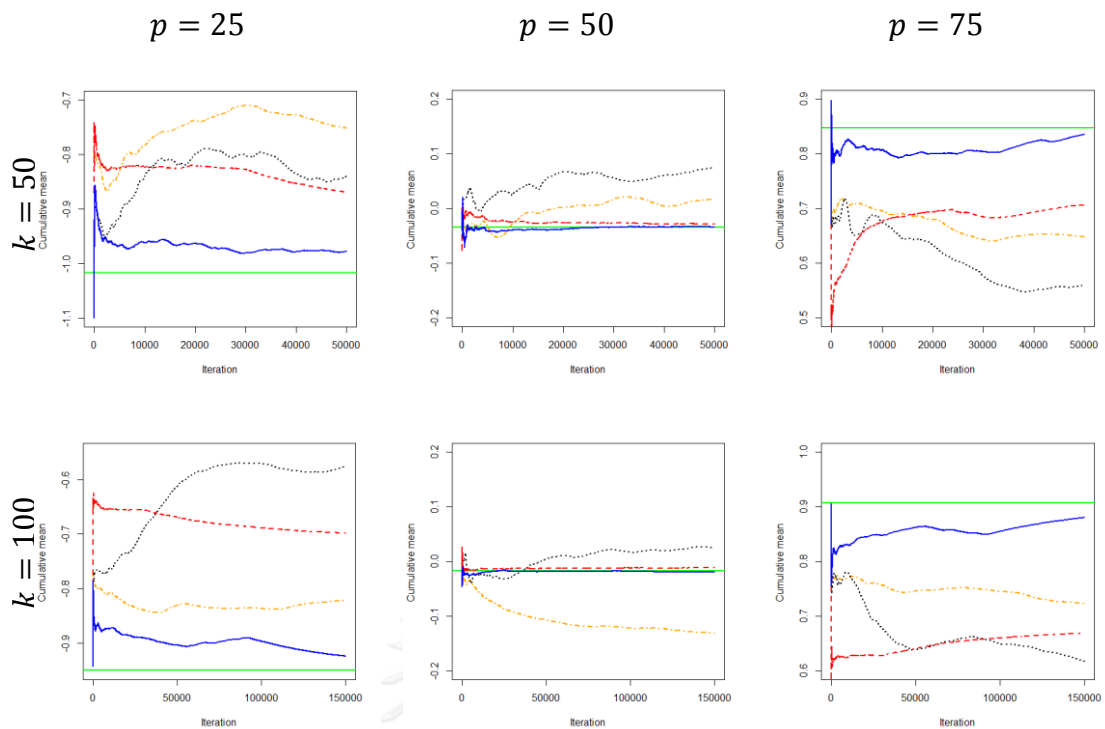 p = 25
p = 50
p = 75
k = 50
Cumulative mean
-0.7
-0.8
-0.9
-1.0
-1.1
0 10000 20000 30000 40000 50000
Iteration
Cumulative mean
0.2
0.1
0.0
-0.1
-0.2
0 10000 20000 30000 40000 50000
Iteration
Cumulative mean
0.9
0.8
0.7
0.6
0.5
0 10000 20000 30000 40000 50000
Iteration
k = 100
Cumulative mean
-0.6
-0.7
-0.8
-0.9
0 50000 100000 150000
Iteration
Cumulative mean
0.2
0.1
0.0
-0.1
-0.2
0 50000 100000 150000
Iteration
Cumulative mean
1.0
0.9
0.8
0.7
0.6
0 50000 100000 150000
Iteration